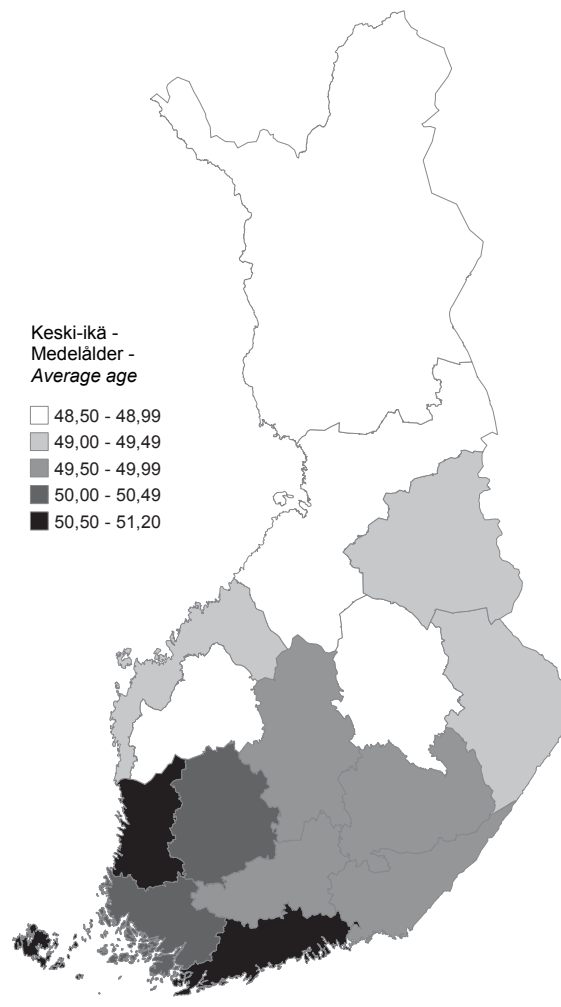 Keski-ikä -
Medelålder -
Average age
48,50 - 48,99
49,00 - 49,49
49,50 - 49,99
50,00 - 50,49
50,50 - 51,20